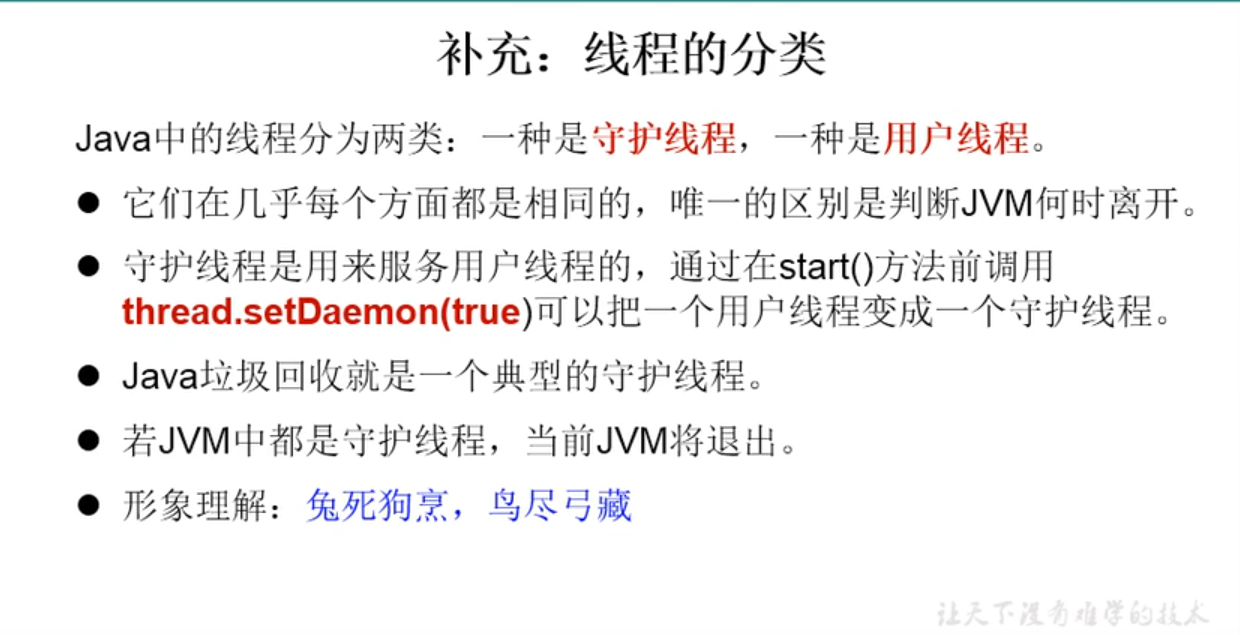 补充：线程的分类
Java中的线程分为两类：一种是守护线程，一种是用户线程。
● 它们在几乎每个方面都是相同的，唯一的区别是判断JVM何时离开。
● 守护线程是用来服务用户线程的，通过在start()方法前调用
thread.setDaemon(true)可以把一个用户线程变成一个守护线程。
● Java垃圾回收就是一个典型的守护线程。
● 若JVM中都是守护线程，当前JVM将退出。
● 形象理解：兔死狗烹，鸟尽弓藏
让天下没有难学的技术